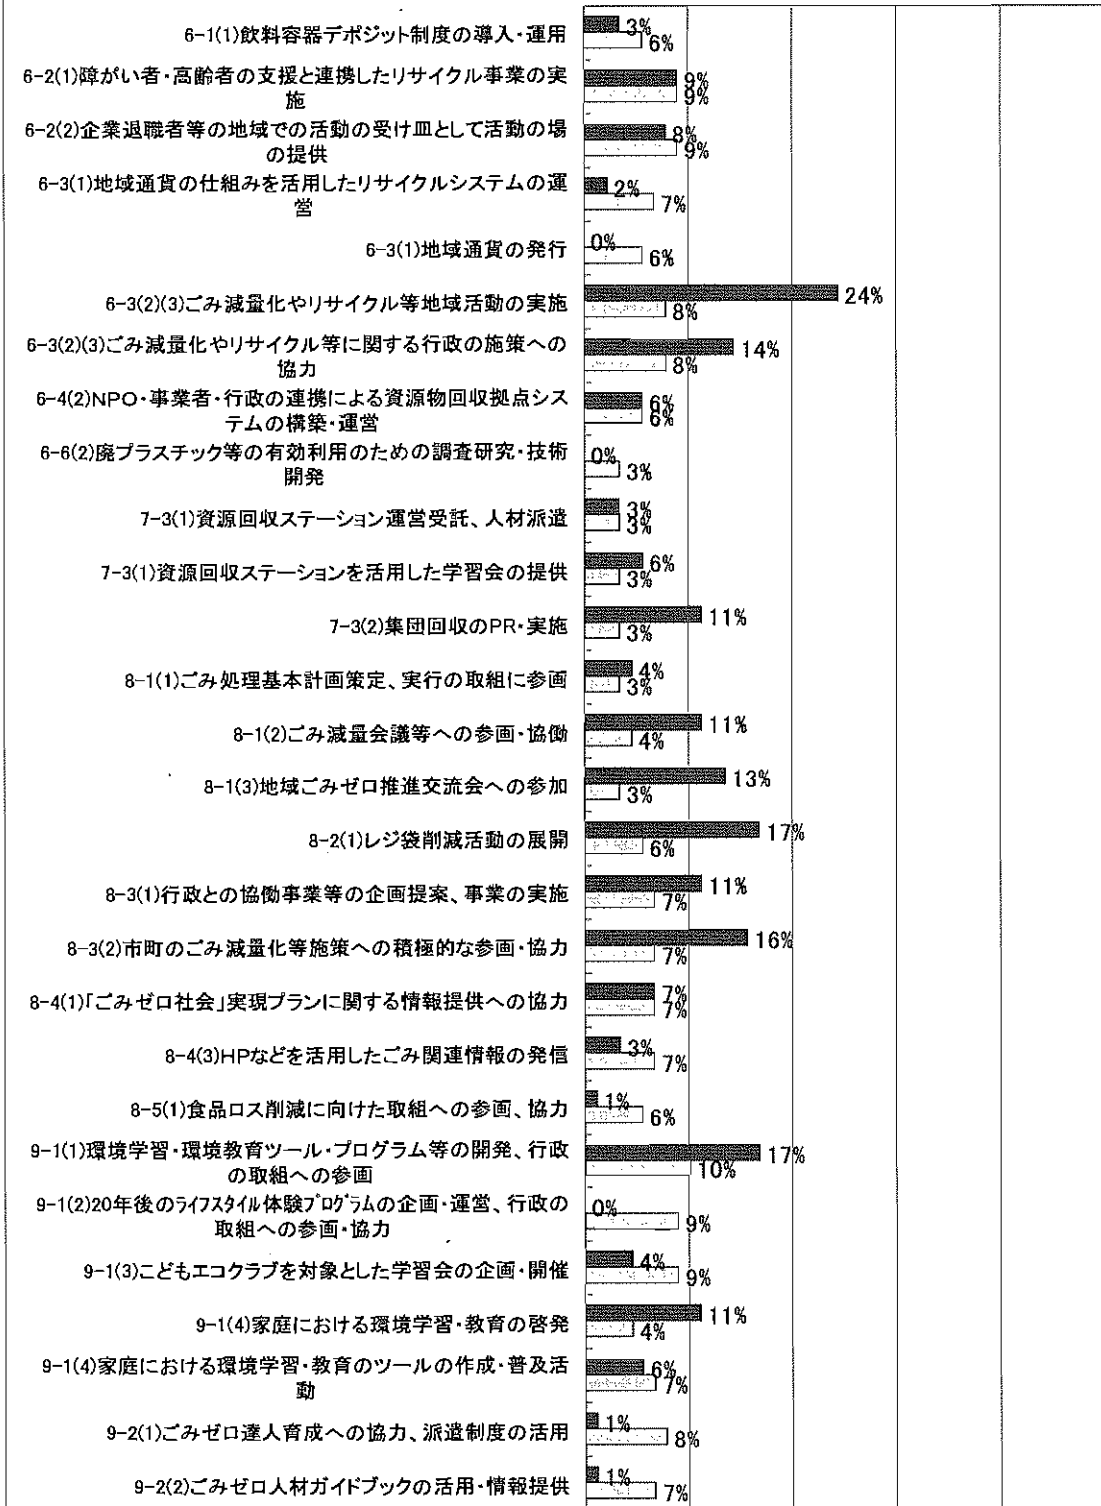 6-1(1)飲料容器デポジット制度の導入・運用
3%
6%
6-2(1)障がい者・高齢者の支援と連携したリサイクル事業の実
施
9%
9%
6-2(2)企業退職者等の地域での活動の受け皿として活動の場
の提供
8%
9%
6-3(1)地域通貨の仕組みを活用したリサイクルシステムの運
営
2%
7%
6-3(1)地域通貨の発行
0%
6%
6-3(2)(3)ごみ減量化やリサイクル等地域活動の実施
24%
8%
6-3(2)(3)ごみ減量化やリサイクル等に関する行政の施策への
協力
14%
8%
6-4(2)NPO・事業者・行政の連携による資源物回収拠点シス
テムの構築・運営
6%
6%
6-6(2)廃プラスチック等の有効利用のための調査研究・技術
開発
0%
3%
7-3(1)資源回収ステーション運営受託、人材派遣
3%
3%
7-3(1)資源回収ステーションを活用した学習会の提供
6%
3%
7-3(2)集団回収のPR・実施
11%
3%
8-1(1)ごみ処理基本計画策定、実行の取組に参画
4%
3%
8-1(2)ごみ減量会議等への参画・協働
11%
4%
8-1(3)地域ごみゼロ推進交流会への参加
13%
3%
8-2(1)レジ袋削減活動の展開
17%
6%
8-3(1)行政との協働事業等の企画提案、事業の実施
11%
7%
8-3(2)市町のごみ減量化等施策への積極的な参画・協力
16%
7%
8-4(1)「ごみゼロ社会」実現プランに関する情報提供への協力
7%
7%
8-4(3)HPなどを活用したごみ関連情報の発信
3%
7%
8-5(1)食品ロス削減に向けた取組への参画、協力
1%
6%
9-1(1)環境学習・環境教育ツール・プログラム等の開発、行政
の取組への参画
17%
10%
9-1(2)20年後のﾗｲﾌｽﾀｲﾙ体験ﾌﾟﾛｸﾞﾗﾑの企画・運営、行政の
取組への参画・協力
0%
9%
9-1(3)こどもエコクラブを対象とした学習会の企画・開催
4%
9%
9-1(4)家庭における環境学習・教育の啓発
11%
4%
9-1(4)家庭における環境学習・教育のツールの作成・普及活
動
6%
7%
9-2(1)ごみゼロ達人育成への協力、派遣制度の活用
1%
8%
9-2(2)ごみゼロ人材ガイドブックの活用・情報提供
1%
7%